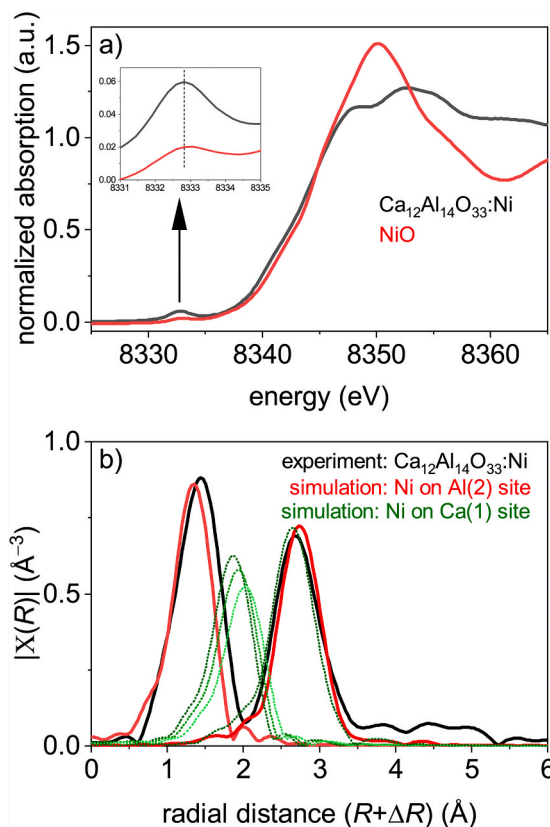 a)
normalized absorption (a.u.)
1.5
1.0
0.5
0.0
0.06
0.04
0.02
0.00
8331 8332 8333 8334 8335
Ca₁₂Al₁₄O₃₃:Ni
NiO
8330 8340 8350 8360
energy (eV)
b)
|X(R)| (Å⁻³)
1.0
0.5
0.0
experiment: Ca₁₂Al₁₄O₃₃:Ni
simulation: Ni on Al(2) site
simulation: Ni on Ca(1) site
0 1 2 3 4 5 6
radial distance (R+ΔR) (Å)